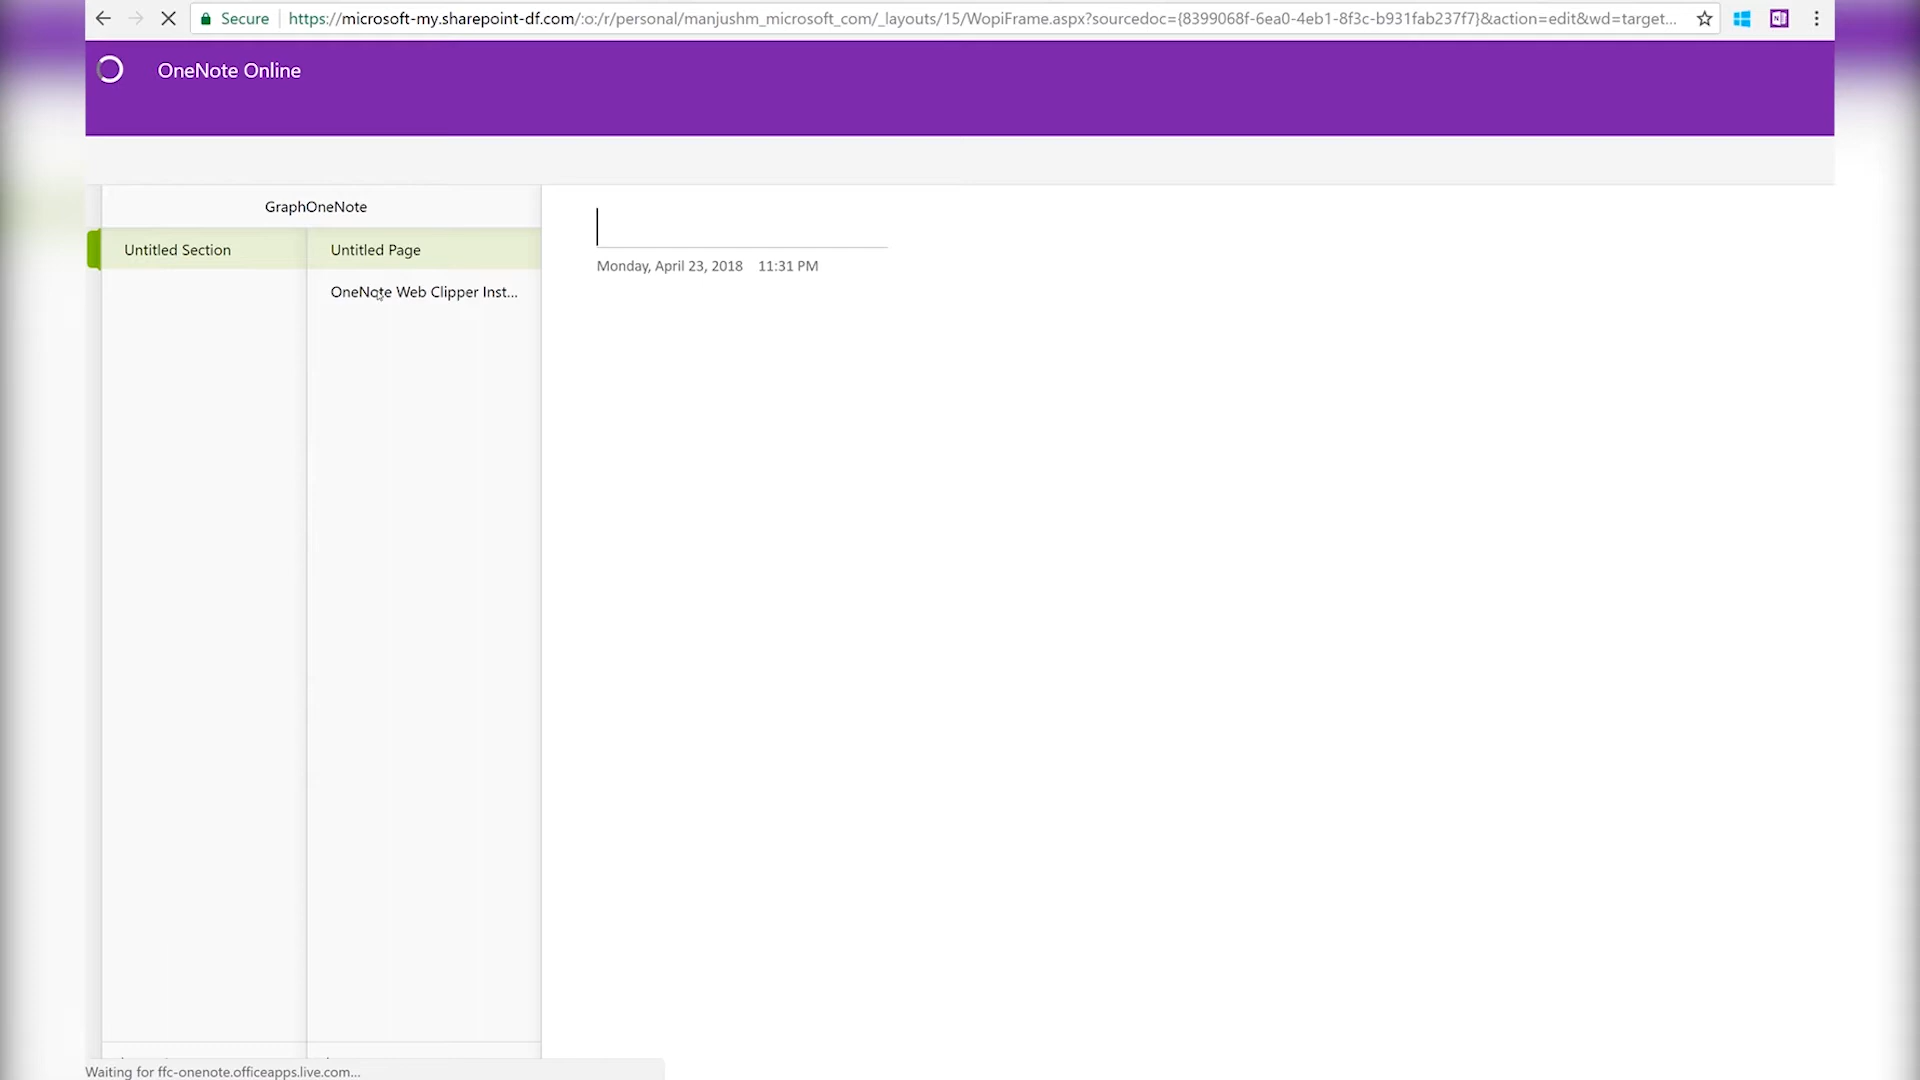 Secure https://microsoft-my.sharepoint-df.com/:o:/r/personal/manjushm_microsoft_com/_layouts/15/WopiFrame.aspx?sourcedoc={8399068f-6ea0-4eb1-8f3c-b931fab237f7}&action=edit&wd=target...
OneNote Online
GraphOneNote
Untitled Section
Untitled Page
OneNote Web Clipper Inst...
Monday, April 23, 2018 11:31 PM
Waiting for ffc-onenote.officeapps.live.com...